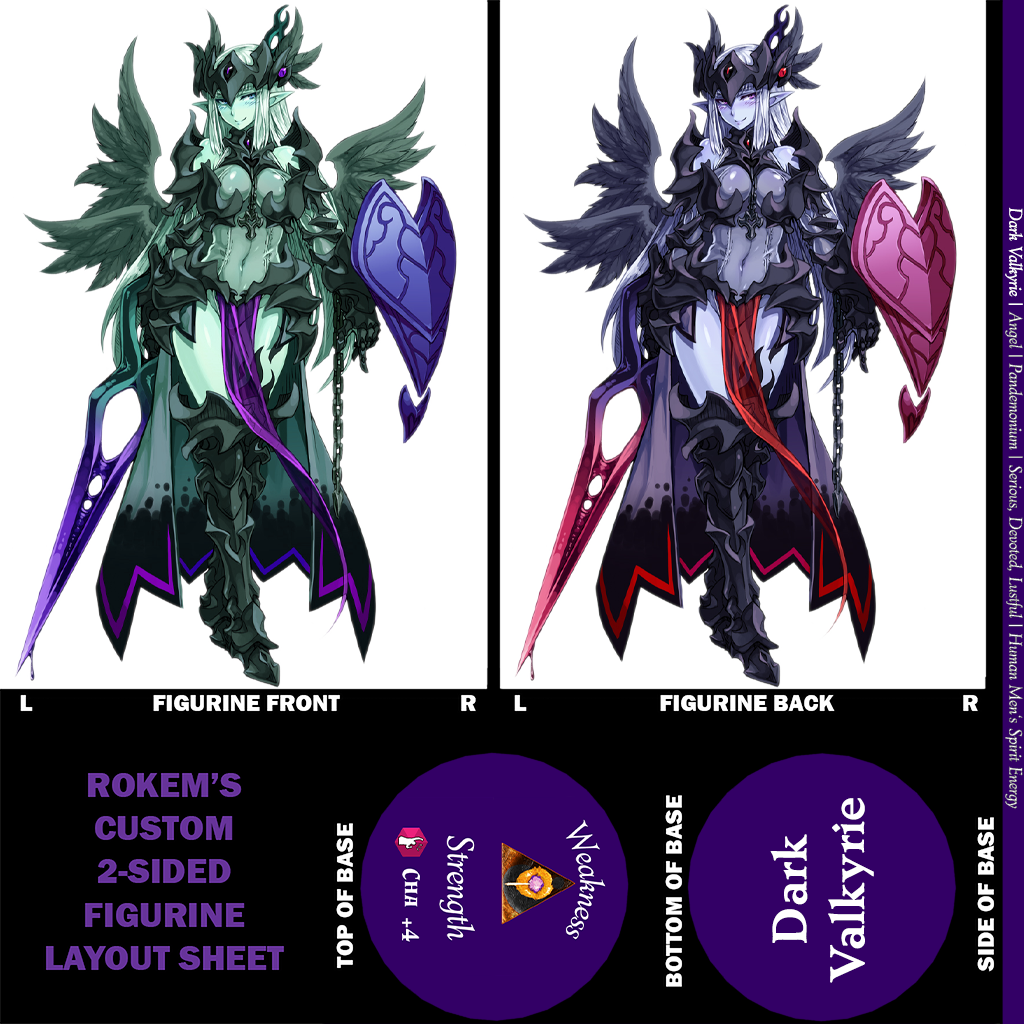 L
FIGURINE FRONT
R
L
FIGURINE BACK
R
Dark Valkyrie | Angel | Pandemonium | Serious, Devoted, Lustful | Human Men's Spirit Energy
ROKEM'S
CUSTOM
2-SIDED
FIGURINE
LAYOUT SHEET
TOP OF BASE
Weakness
Strength
CHA +4
BOTTOM OF BASE
Dark
Valkyrie
SIDE OF BASE